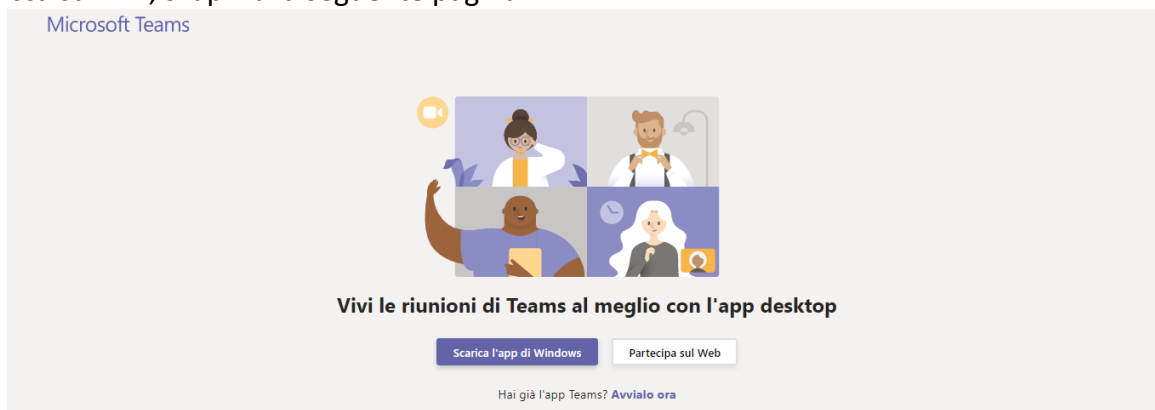 Microsoft Teams
Vivi le riunioni di Teams al meglio con l'app desktop
Scarica l'app di Windows Partecipa sul Web
Hai già l'app Teams? Avvialo ora